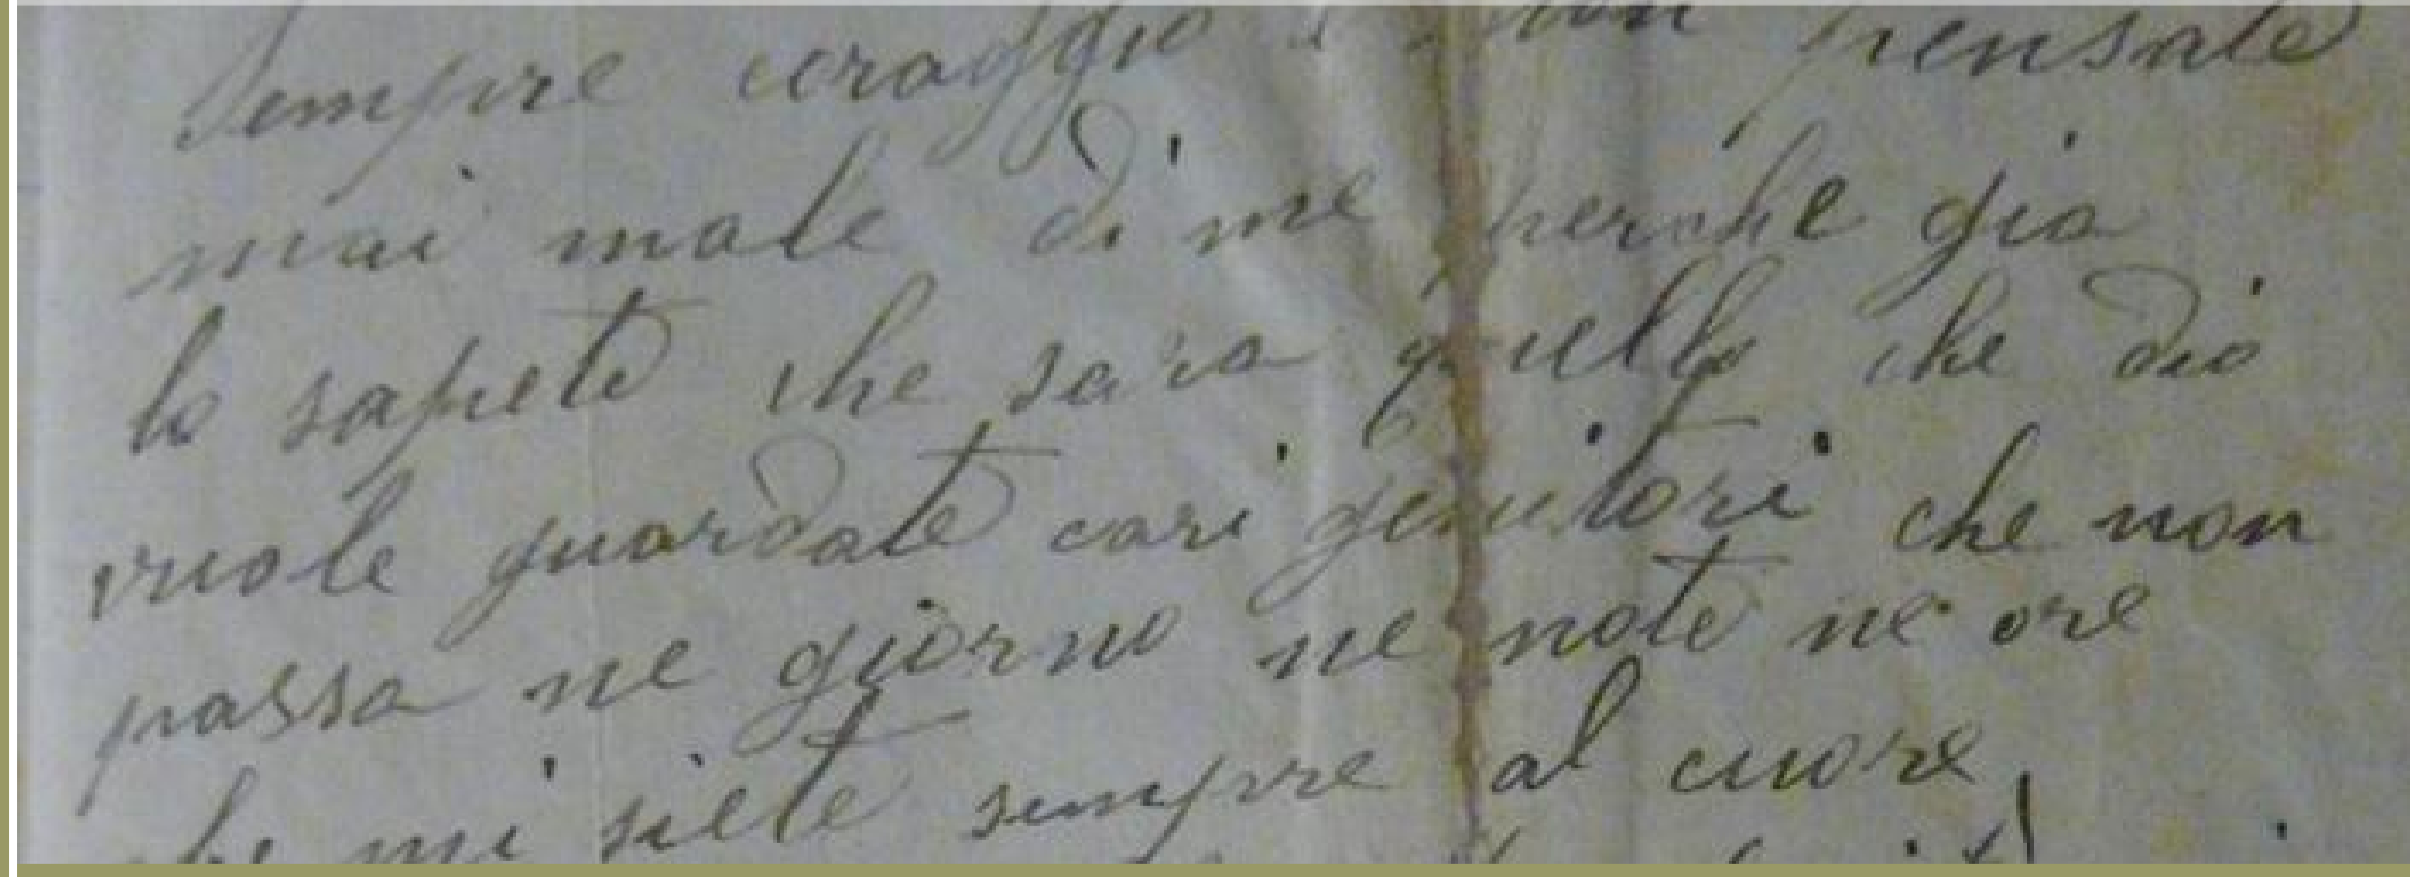 Sempre coraggio e non pensate
mai male di me perche gia
lo sapete che sara quello che dio
vuole guardate cari genitori che non
passa ne giorno ne note ne ore
che mi siete sempre al cuore